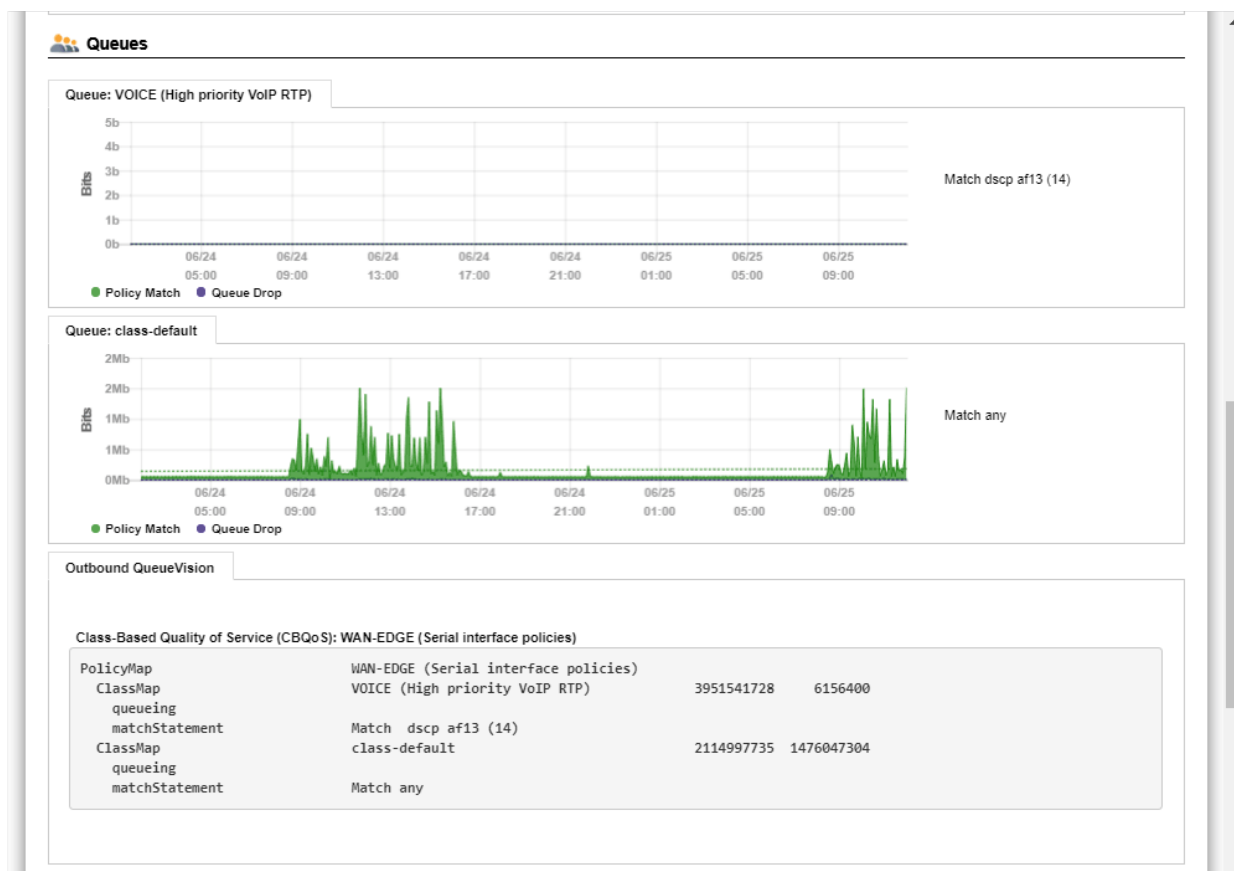 Queues
Queue: VOICE (High priority VoIP RTP)
5b
4b
3b
2b
1b
0b
Bits
06/24 06/24 06/24 06/24 06/24 06/25 06/25 06/25
05:00 09:00 13:00 17:00 21:00 01:00 05:00 09:00
Policy Match Queue Drop
Match dscp af13 (14)
Queue: class-default
2Mb
2Mb
1Mb
1Mb
0Mb
Bits
06/24 06/24 06/24 06/24 06/24 06/25 06/25 06/25
05:00 09:00 13:00 17:00 21:00 01:00 05:00 09:00
Policy Match Queue Drop
Match any
Outbound QueueVision
Class-Based Quality of Service (CBQoS): WAN-EDGE (Serial interface policies)
PolicyMap WAN-EDGE (Serial interface policies)
ClassMap VOICE (High priority VoIP RTP) 3951541728 6156400
queueing
matchStatement Match dscp af13 (14)
ClassMap class-default 2114997735 1476047304
queueing
matchStatement Match any